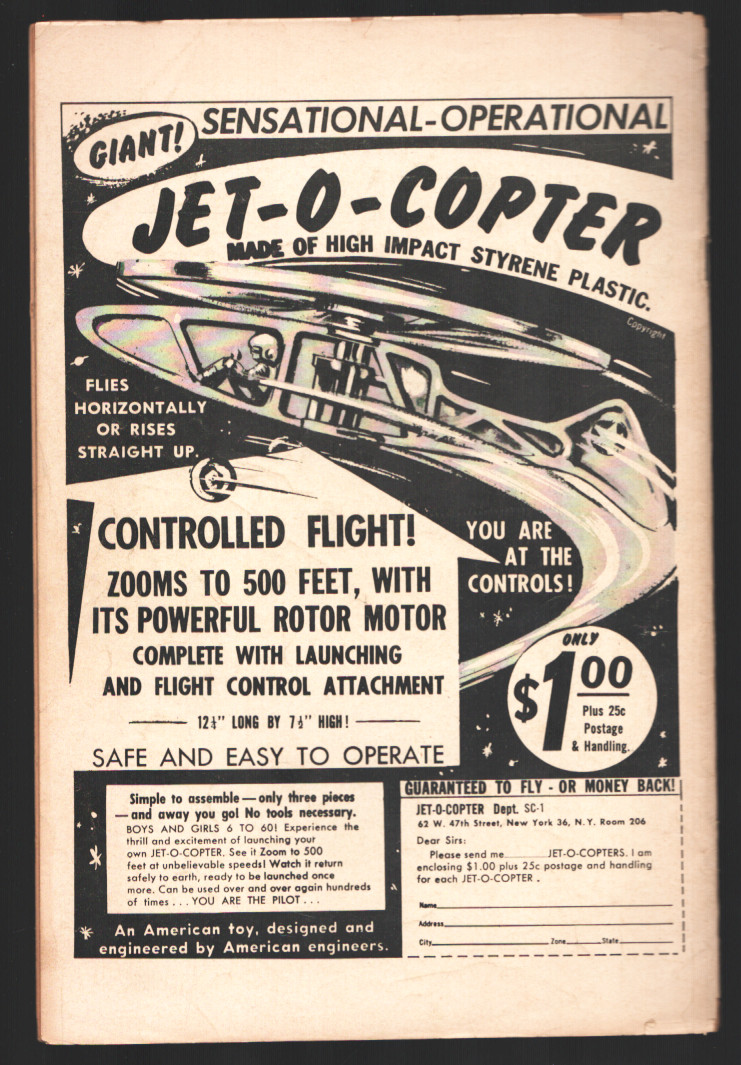 GIANT!
SENSATIONAL-OPERATIONAL
JET-O-COPTER
MADE OF HIGH IMPACT STYRENE PLASTIC.
Copyright
FLIES
HORIZONTALLY
OR RISES
STRAIGHT UP.
CONTROLLED FLIGHT!
ZOOMS TO 500 FEET, WITH
ITS POWERFUL ROTOR MOTOR
COMPLETE WITH LAUNCHING
AND FLIGHT CONTROL ATTACHMENT
12¼" LONG BY 7½" HIGH!
SAFE AND EASY TO OPERATE
YOU ARE
AT THE
CONTROLS!
ONLY
$1.00
Plus 25c
Postage
& Handling.
Simple to assemble—only three pieces
—and away you go! No tools necessary.
BOYS AND GIRLS 6 TO 60! Experience the
thrill and excitement of launching your
own JET-O-COPTER. See it Zoom to 500
feet at unbelievable speeds! Watch it return
safely to earth, ready to be launched once
more. Can be used over and over again hundreds
of times . . . YOU ARE THE PILOT . . .
An American toy, designed and
engineered by American engineers.
GUARANTEED TO FLY - OR MONEY BACK!
JET-O-COPTER Dept. SC-1
62 W. 47th Street, New York 36, N.Y. Room 206
Dear Sirs:
Please send me______JET-O-COPTERS. I am
enclosing $1.00 plus 25c postage and handling
for each JET-O-COPTER .
Name
Address
City Zone State